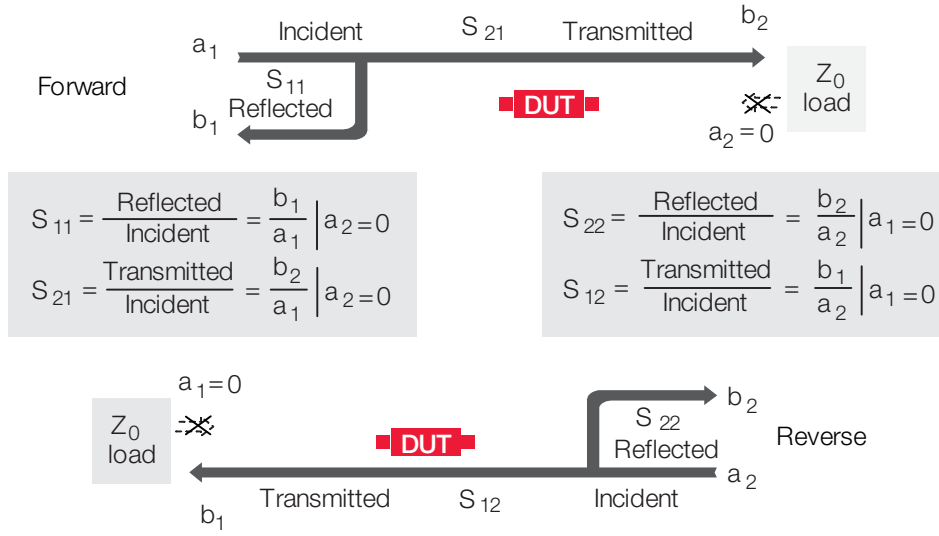 a1 Incident S21 Transmitted b2
Forward
S11
Reflected
b1
DUT
Z0
load
a2 = 0
S11 = Reflected / Incident = b1 / a1 | a2 = 0
S21 = Transmitted / Incident = b2 / a1 | a2 = 0
S22 = Reflected / Incident = b2 / a2 | a1 = 0
S12 = Transmitted / Incident = b1 / a2 | a1 = 0
a1 = 0
Z0
load
DUT
b2
S22
Reflected
Reverse
a2
b1
Transmitted S12 Incident